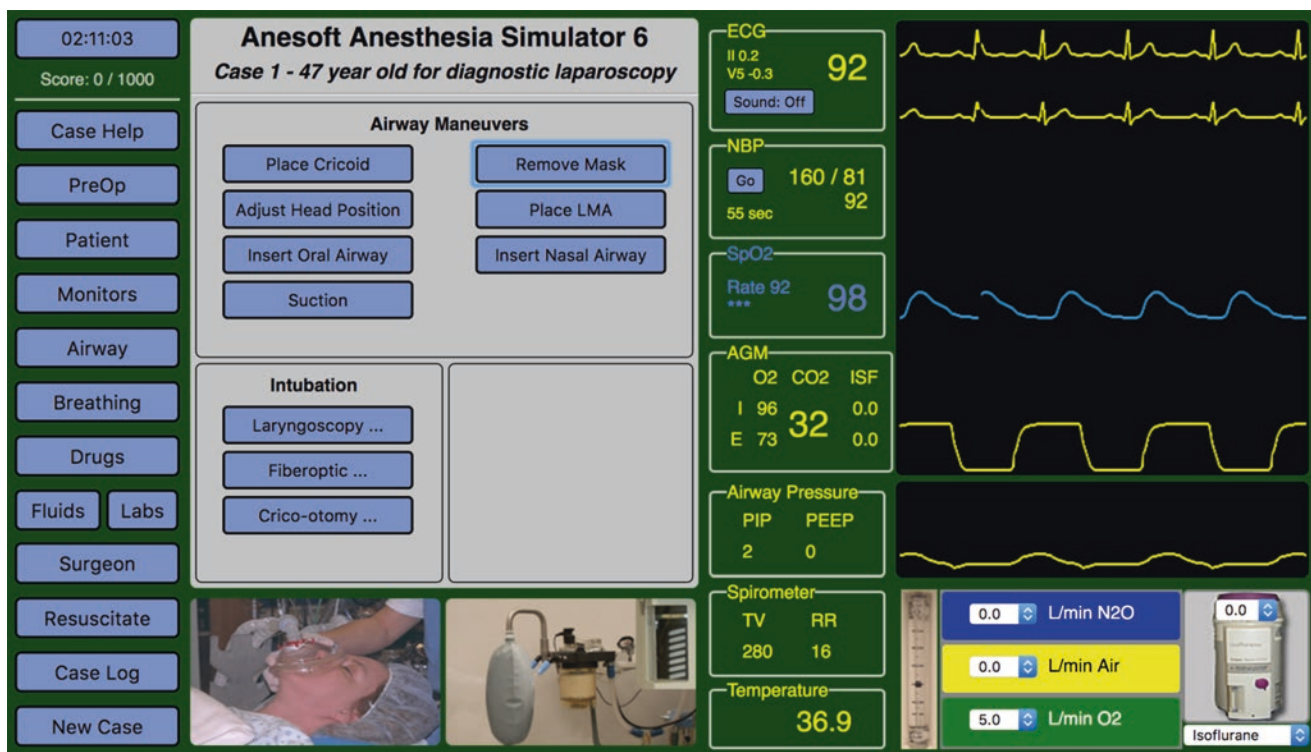 02:11:03
Score: 0 / 1000
Case Help
PreOp
Patient
Monitors
Airway
Breathing
Drugs
Fluids
Labs
Surgeon
Resuscitate
Case Log
New Case
Anesoft Anesthesia Simulator 6
Case 1 - 47 year old for diagnostic laparoscopy
Airway Maneuvers
Place Cricoid
Remove Mask
Adjust Head Position
Place LMA
Insert Oral Airway
Insert Nasal Airway
Suction
Intubation
Laryngoscopy ...
Fiberoptic ...
Crico-otomy ...
ECG
II 0.2
V5 -0.3
92
Sound: Off
NBP
Go
160 / 81
92
55 sec
SpO2
Rate 92
***
98
AGM
O2 CO2 ISF
I 96 32 0.0
E 73 0.0
Airway Pressure
PIP PEEP
2 0
Spirometer
TV RR
280 16
Temperature
36.9
0.0 L/min N2O
0.0 L/min Air
5.0 L/min O2
0.0
Isoflurane